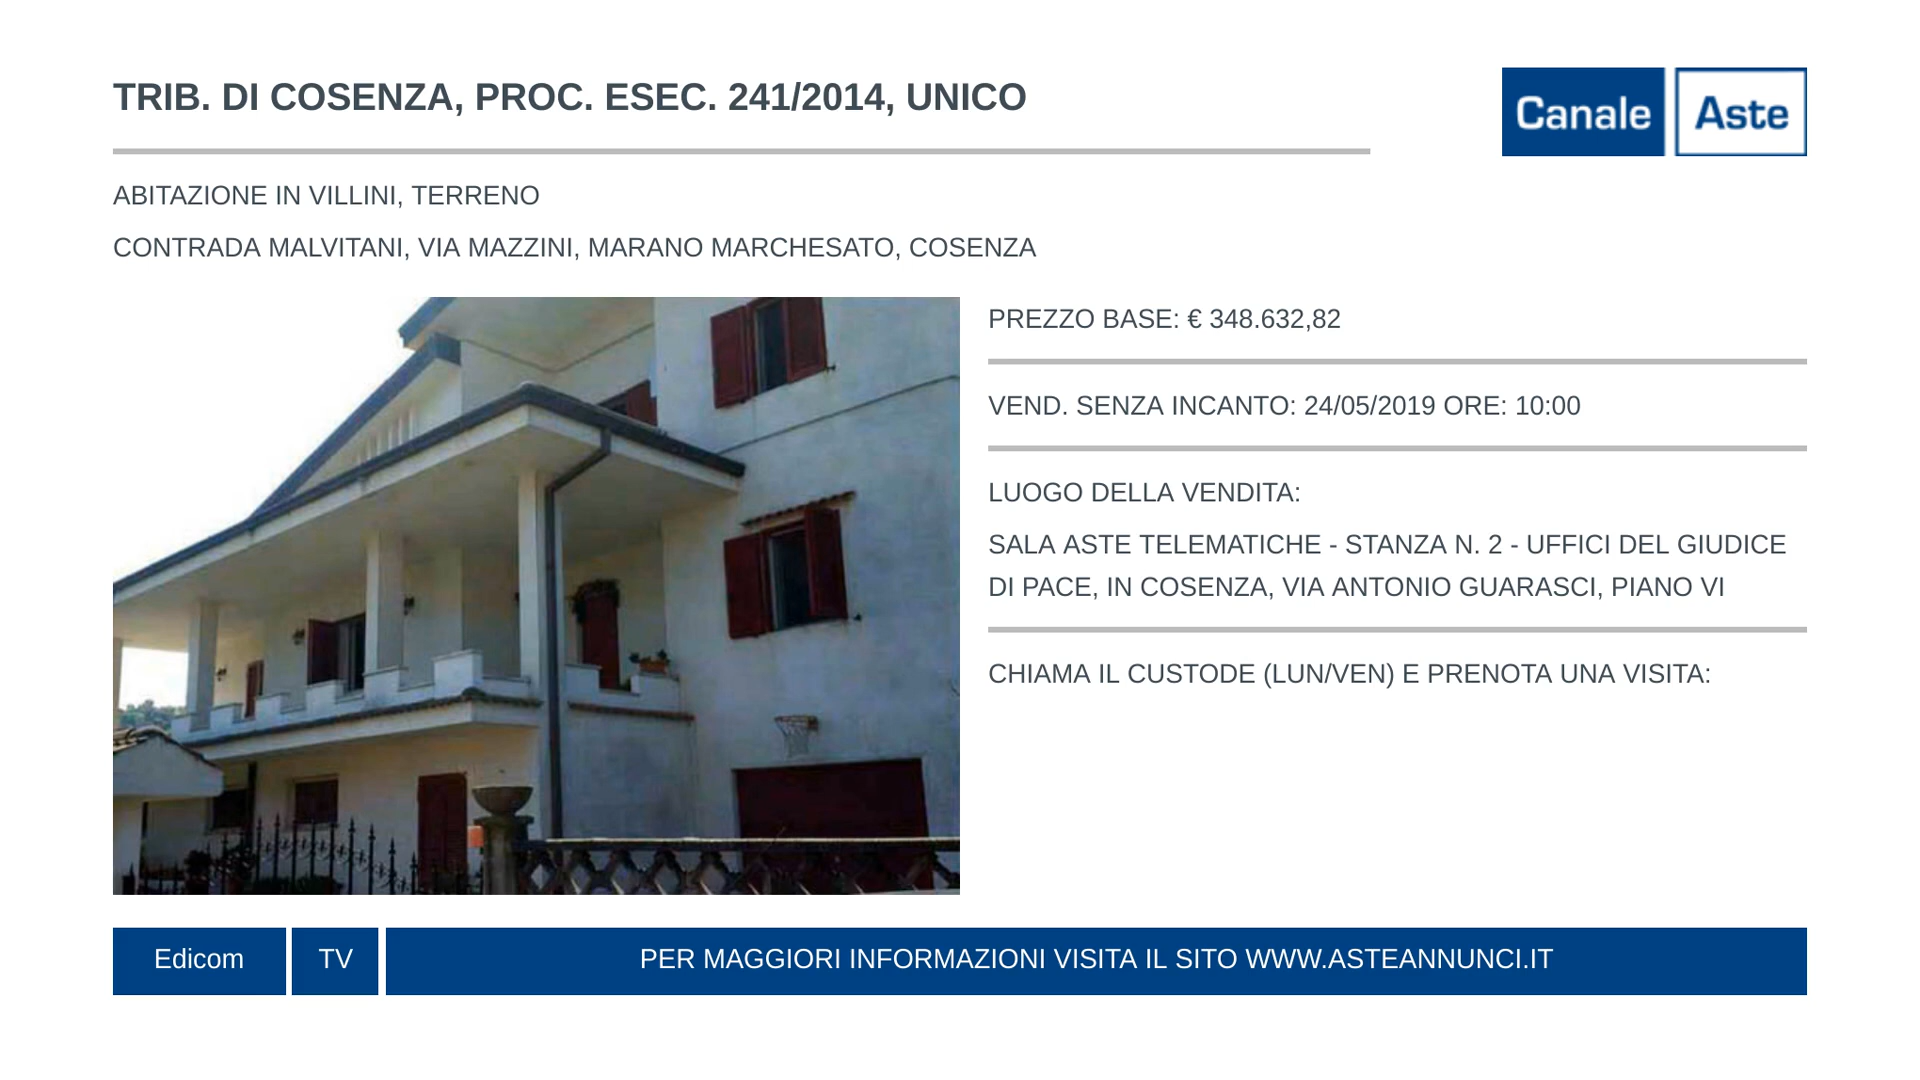 TRIB. DI COSENZA, PROC. ESEC. 241/2014, UNICO
Canale Aste
ABITAZIONE IN VILLINI, TERRENO
CONTRADA MALVITANI, VIA MAZZINI, MARANO MARCHESATO, COSENZA
PREZZO BASE: € 348.632,82
VEND. SENZA INCANTO: 24/05/2019 ORE: 10:00
LUOGO DELLA VENDITA:
SALA ASTE TELEMATICHE - STANZA N. 2 - UFFICI DEL GIUDICE
DI PACE, IN COSENZA, VIA ANTONIO GUARASCI, PIANO VI
CHIAMA IL CUSTODE (LUN/VEN) E PRENOTA UNA VISITA:
Edicom TV PER MAGGIORI INFORMAZIONI VISITA IL SITO WWW.ASTEANNUNCI.IT